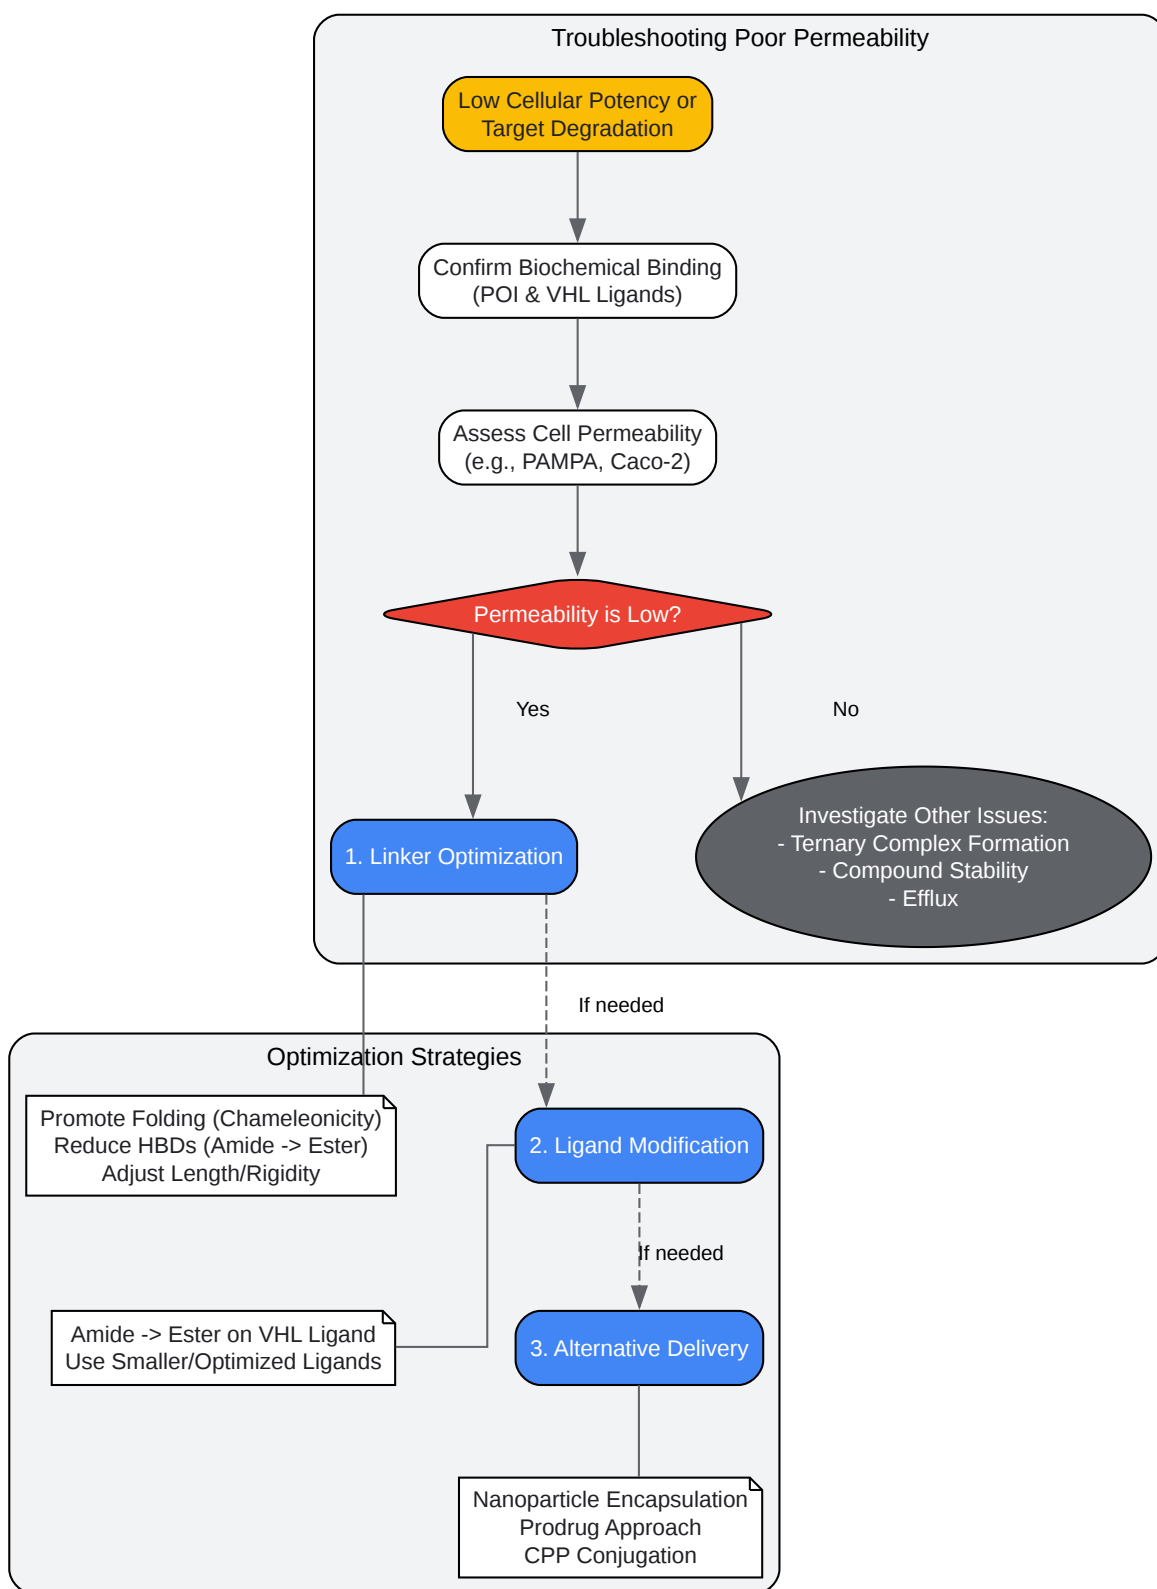 Troubleshooting Poor Permeability
Low Cellular Potency or
Target Degradation
Confirm Biochemical Binding
(POI & VHL Ligands)
Assess Cell Permeability
(e.g., PAMPA, Caco-2)
Permeability is Low?
Yes
No
1. Linker Optimization
Investigate Other Issues:
- Ternary Complex Formation
- Compound Stability
- Efflux
If needed
Optimization Strategies
Promote Folding (Chameleonicity)
Reduce HBDs (Amide -> Ester)
Adjust Length/Rigidity
2. Ligand Modification
If needed
Amide -> Ester on VHL Ligand
Use Smaller/Optimized Ligands
3. Alternative Delivery
Nanoparticle Encapsulation
Prodrug Approach
CPP Conjugation